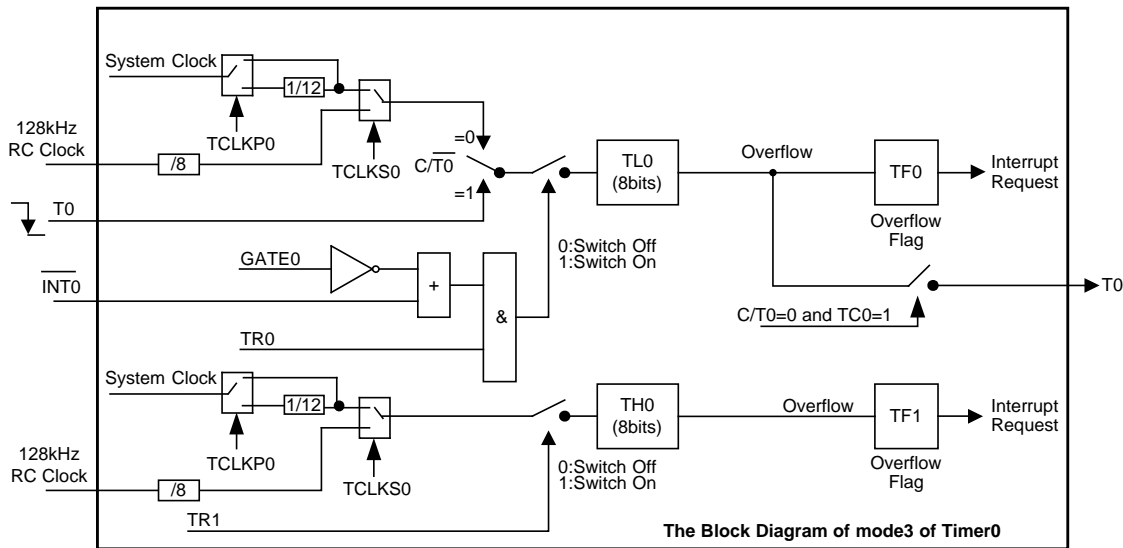 System Clock
1/12
128kHz
RC Clock
TCLKP0
/8
TCLKS0
=0
C/T0
=1
TL0
(8bits)
Overflow
TF0
Interrupt
Request
Overflow
Flag
T0
0:Switch Off
1:Switch On
GATE0
INT0
+
&
TR0
C/T0=0 and TC0=1
T0
System Clock
1/12
128kHz
RC Clock
TCLKP0
/8
TCLKS0
TH0
(8bits)
Overflow
TF1
Interrupt
Request
Overflow
Flag
0:Switch Off
1:Switch On
TR1
The Block Diagram of mode3 of Timer0